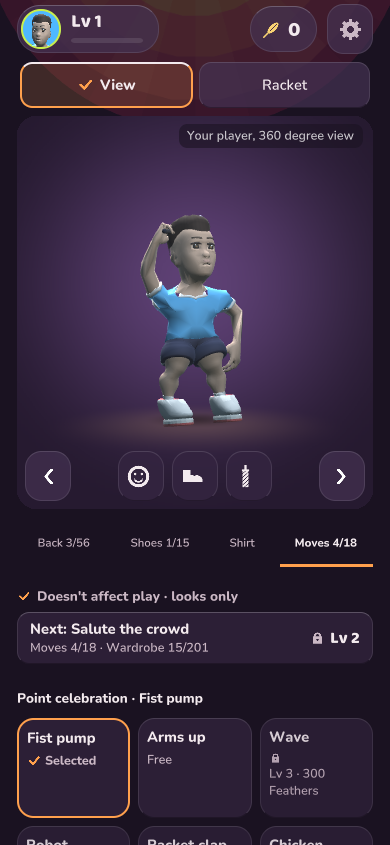 Lv 1
0
View
Racket
Your player, 360 degree view
Back 3/56
Shoes 1/15
Shirt
Moves 4/18
Doesn't affect play · looks only
Next: Salute the crowd
Moves 4/18 · Wardrobe 15/201
Lv 2
Point celebration · Fist pump
Fist pump
Selected
Arms up
Free
Wave
Lv 3 · 300
Feathers
Robot
Racket clap
Chicken